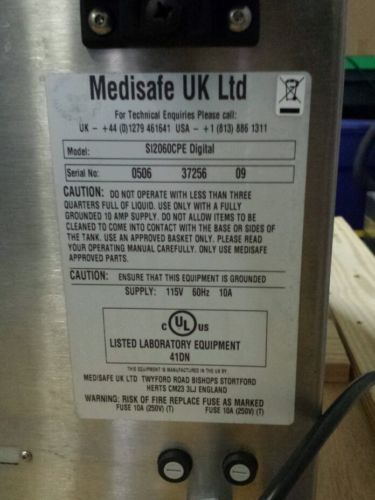 Medisafe UK Ltd
For Technical Enquiries Please call:
UK - +44 (0)1279 461641 USA - +1 (813) 886 1311
Model: SI2060CPE Digital
Serial No: 0506 37256 09
CAUTION: DO NOT OPERATE WITH LESS THAN THREE
QUARTERS FULL OF LIQUID. USE ONLY WITH A FULLY
GROUNDED 10 AMP SUPPLY. DO NOT ALLOW ITEMS TO BE
CLEANED TO COME INTO CONTACT WITH THE BASE OR SIDES
OF THE TANK. USE AN APPROVED BASKET ONLY. PLEASE READ
YOUR OPERATING MANUAL CAREFULLY. ONLY USE MEDISAFE
APPROVED PARTS.
CAUTION: ENSURE THAT THIS EQUIPMENT IS GROUNDED
SUPPLY: 115V 60Hz 10A
c UL us
LISTED LABORATORY EQUIPMENT
41DN
THIS EQUIPMENT IS MANUFACTURED IN THE UK BY
MEDISAFE UK LTD TWYFORD ROAD BISHOPS STORTFORD
HERTS CM23 3LJ ENGLAND
WARNING: RISK OF FIRE REPLACE FUSE AS MARKED
FUSE 10A (250V) (T) FUSE 10A (250V) (T)